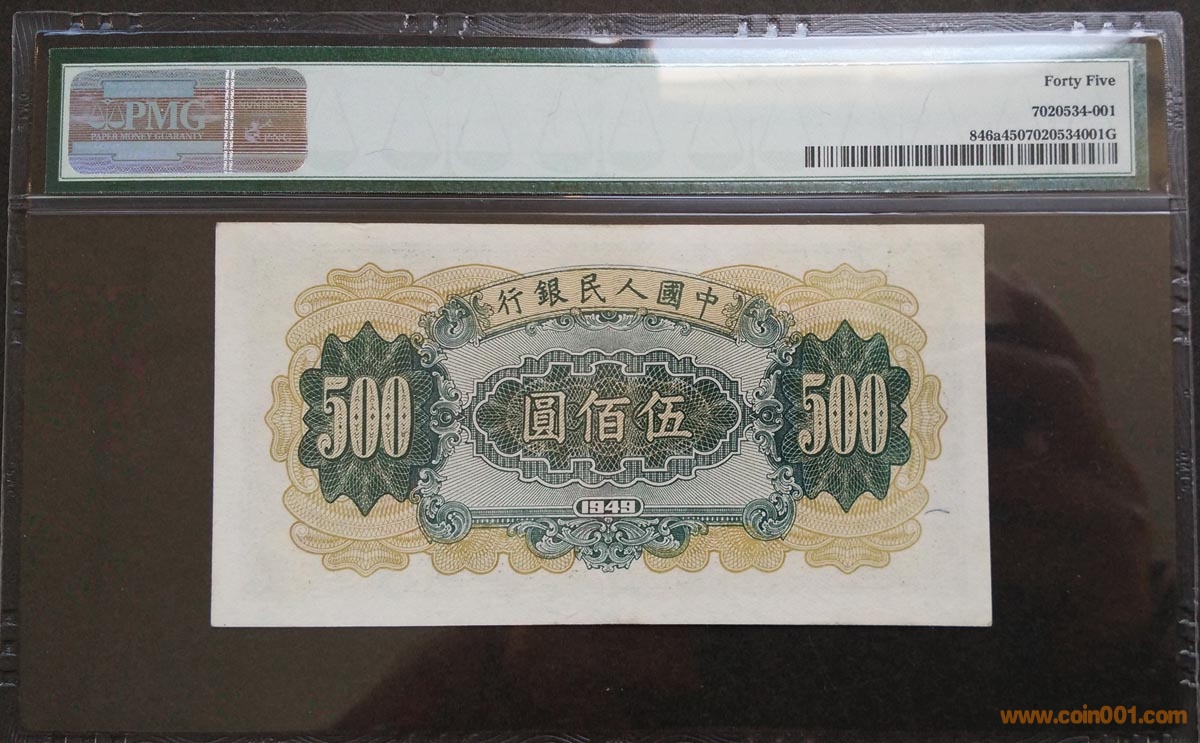 PMG
PAPER MONEY GUARANTY
Forty Five
7020534-001
846a4507020534001G
行銀民人國中
500
圓佰伍
500
1949
www.coin001.com